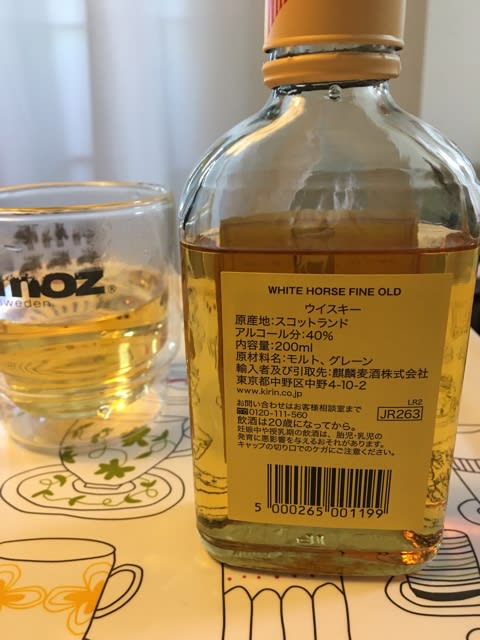 moz®
sweden
WHITE HORSE FINE OLD
ウイスキー
原産地:スコットランド
アルコール分:40%
内容量:200ml
原材料名:モルト、グレーン
輸入者及び引取先:麒麟麦酒株式会社
東京都中野区中野4-10-2
www.kirin.co.jp
お問い合わせはお客様相談室まで
0120-111-560
LR2
JR263
飲酒は20歳になってから。
妊娠中や授乳期の飲酒は、胎児・乳児の
発育に悪影響を与えるおそれがあります。
キャップの切り口でのケガにご注意ください。
5 000265 001199